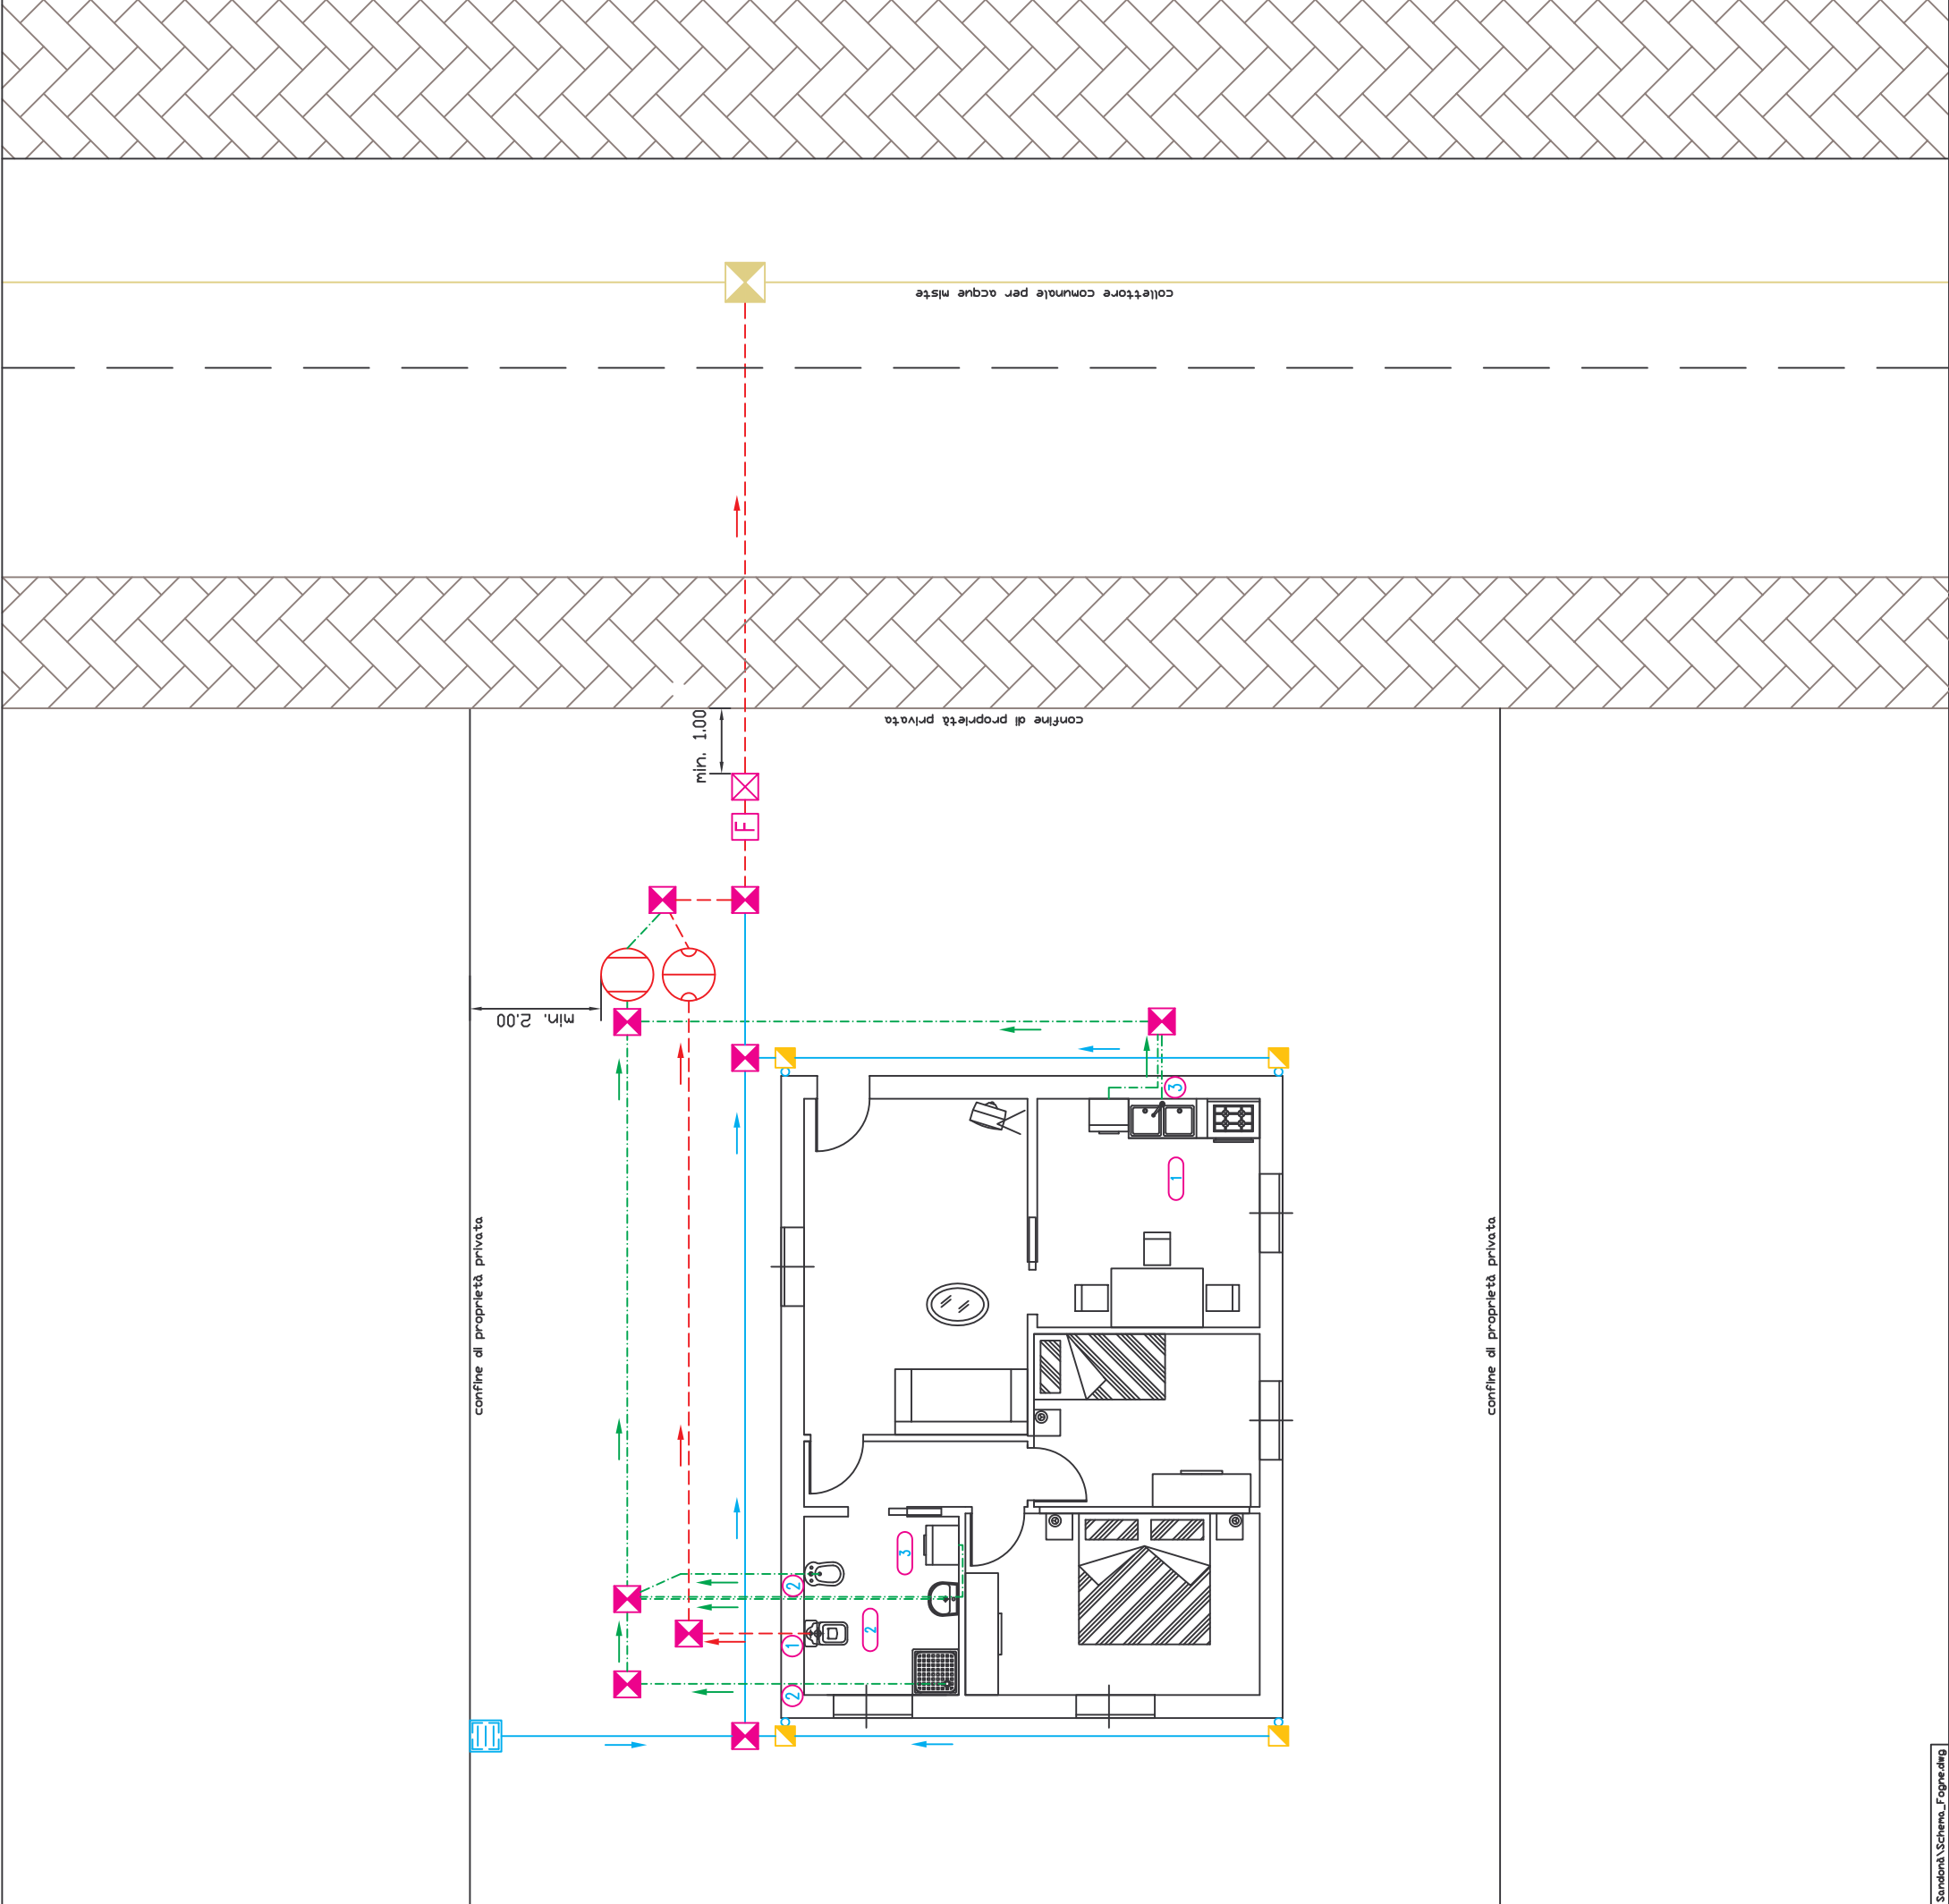 collettore comunale per acque miste
confine di proprietà privata
min. 1.00
F
min. 2.00
3
1
confine di proprietà privata
confine di proprietà privata
3
2
2
1
2
Sandonà\Schema_Fogne.dwg